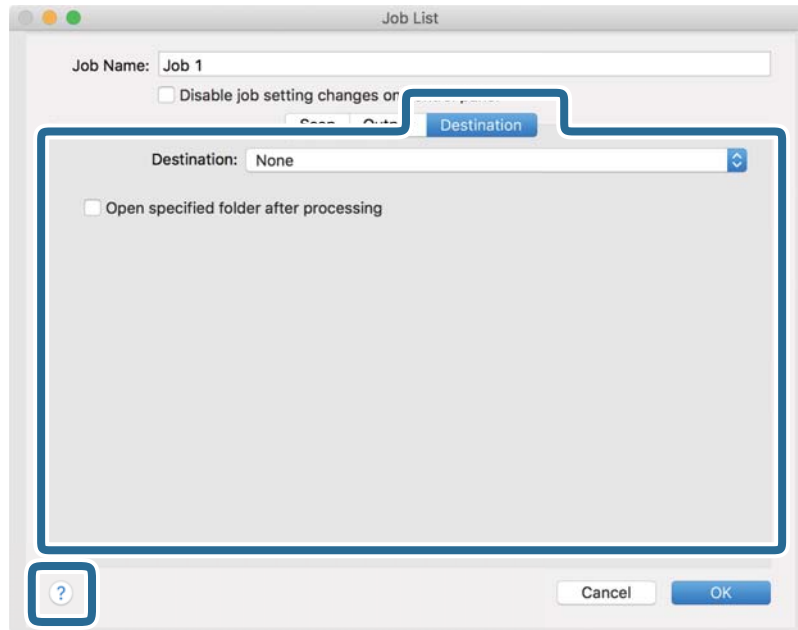 Job List
Job Name: Job 1
Disable job setting changes on
Destination
Destination: None
Open specified folder after processing
?
Cancel OK